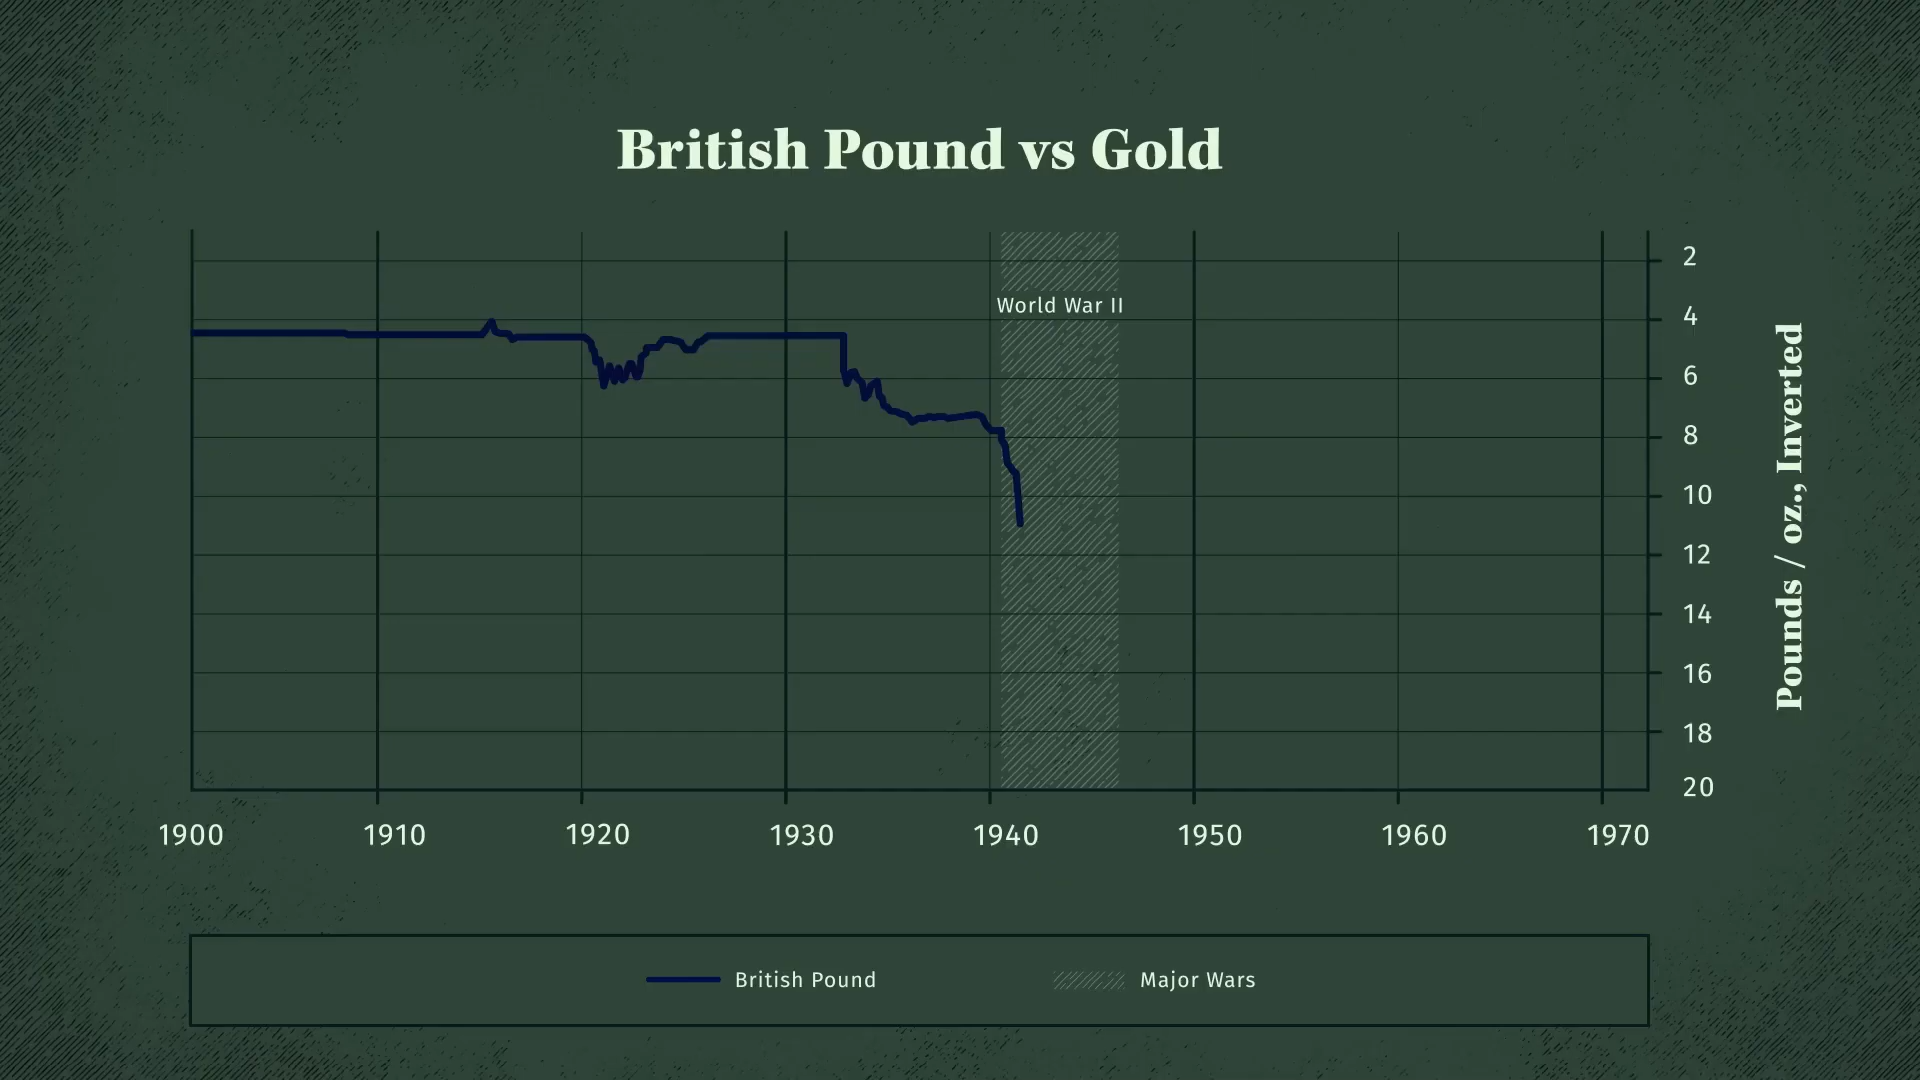 British Pound vs Gold
World War II
2
4
6
8
10
12
14
16
18
20
Pounds / oz., Inverted
1900 1910 1920 1930 1940 1950 1960 1970
British Pound Major Wars